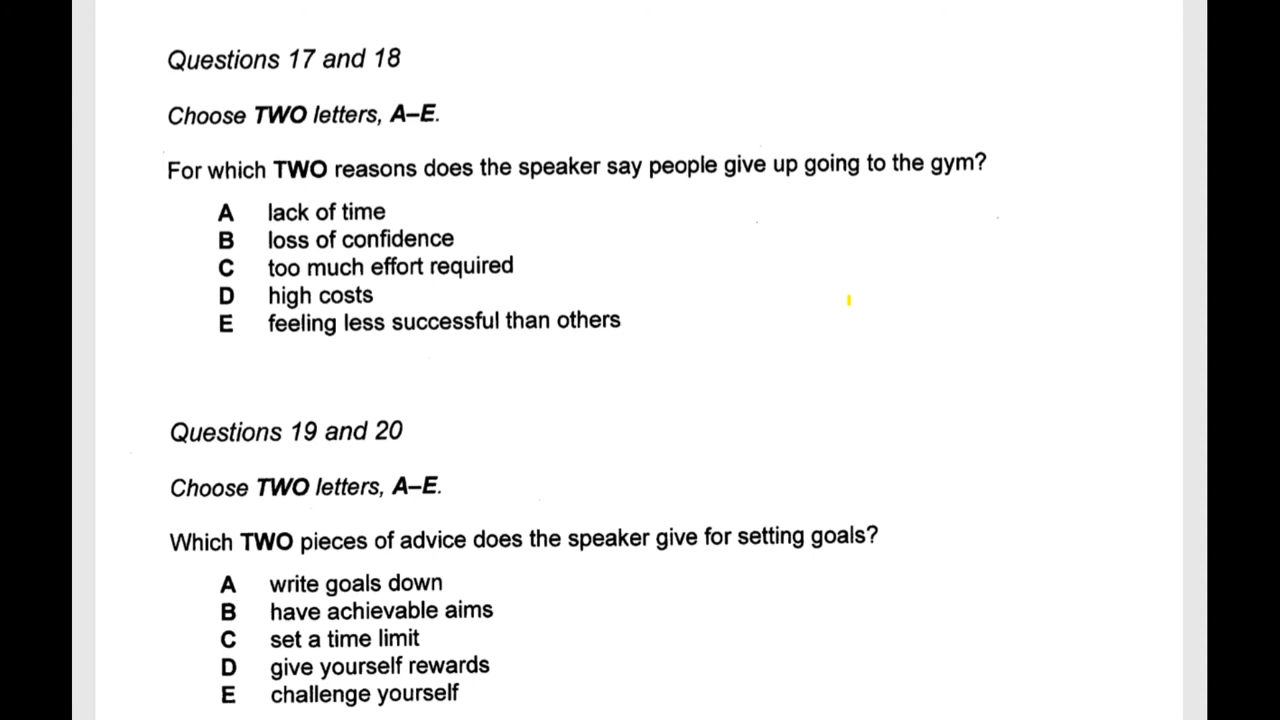 Questions 17 and 18
Choose TWO letters, A–E.
For which TWO reasons does the speaker say people give up going to the gym?
A lack of time
B loss of confidence
C too much effort required
D high costs
E feeling less successful than others
Questions 19 and 20
Choose TWO letters, A–E.
Which TWO pieces of advice does the speaker give for setting goals?
A write goals down
B have achievable aims
C set a time limit
D give yourself rewards
E challenge yourself